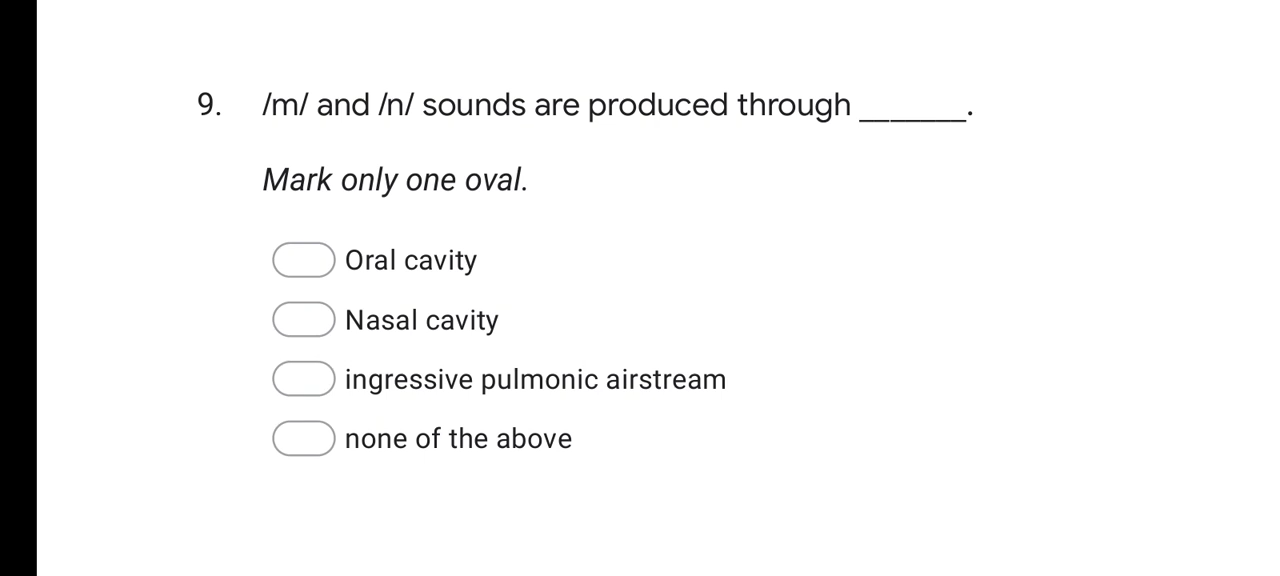 9. /m/ and /n/ sounds are produced through _______.
Mark only one oval.
Oral cavity
Nasal cavity
ingressive pulmonic airstream
none of the above